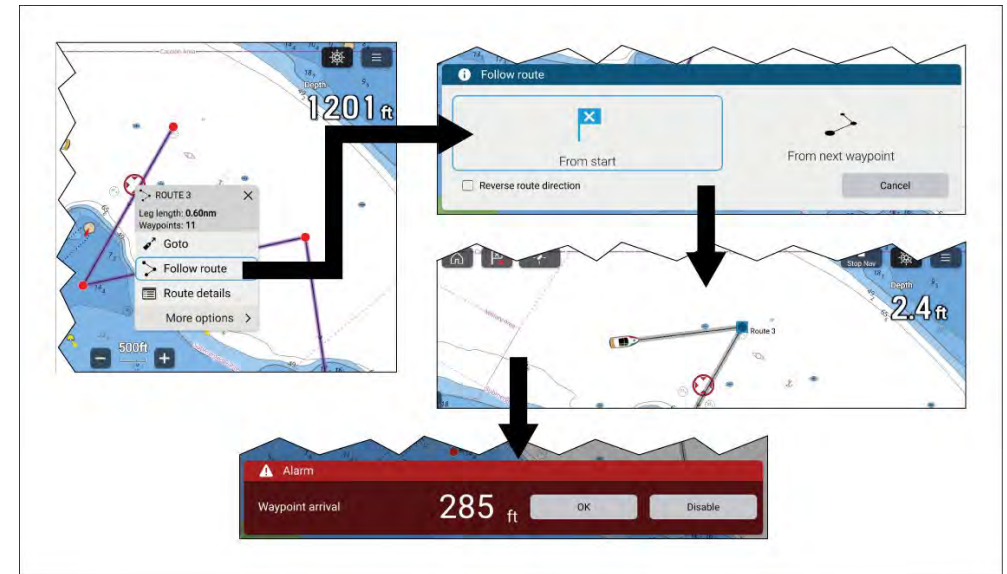 Depth
1201 ft
ROUTE 3
Leg length: 0.60nm
Waypoints: 11
Goto
Follow route
Route details
More options
500ft
Follow route
From start
From next waypoint
Reverse route direction
Cancel
Stop Nav
Depth
2.4 ft
Route 3
Alarm
Waypoint arrival
285 ft
OK
Disable